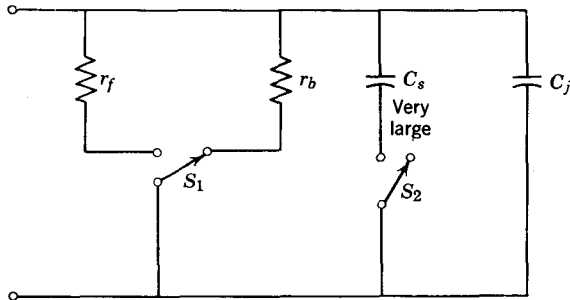 r_f
r_b
C_s
Very
large
C_j
S_1
S_2